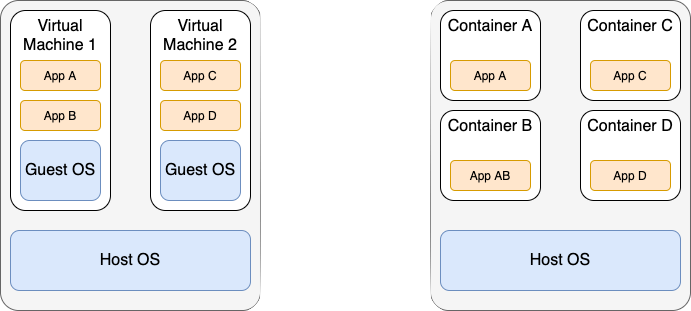 Virtual
Machine 1
App A
App B
Guest OS
Virtual
Machine 2
App C
App D
Guest OS
Host OS
Container A
App A
Container C
App C
Container B
App AB
Container D
App D
Host OS